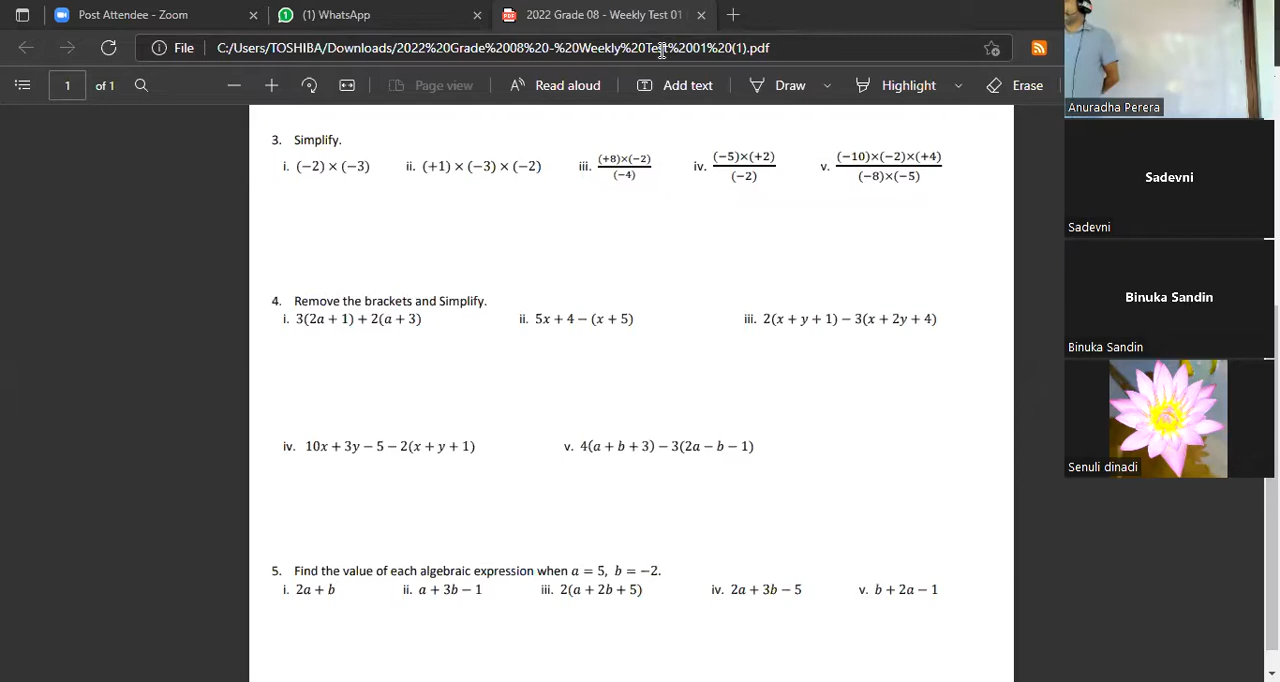 Post Attendee - Zoom
(1) WhatsApp
2022 Grade 08 - Weekly Test 01
File C:/Users/TOSHIBA/Downloads/2022%20Grade%2008%20-%20Weekly%20Test%2001%20(1).pdf
1 of 1 Page view Read aloud Add text Draw Highlight Erase
Anuradha Perera
3. Simplify.
i. (−2) × (−3) ii. (+1) × (−3) × (−2) iii. (+8)×(−2)/(−4) iv. (−5)×(+2)/(−2) v. (−10)×(−2)×(+4)/(−8)×(−5)
Sadevni
Sadevni
4. Remove the brackets and Simplify.
i. 3(2a + 1) + 2(a + 3) ii. 5x + 4 − (x + 5) iii. 2(x + y + 1) − 3(x + 2y + 4)
Binuka Sandin
Binuka Sandin
iv. 10x + 3y − 5 − 2(x + y + 1) v. 4(a + b + 3) − 3(2a − b − 1)
Senuli dinadi
5. Find the value of each algebraic expression when a = 5, b = −2.
i. 2a + b ii. a + 3b − 1 iii. 2(a + 2b + 5) iv. 2a + 3b − 5 v. b + 2a − 1